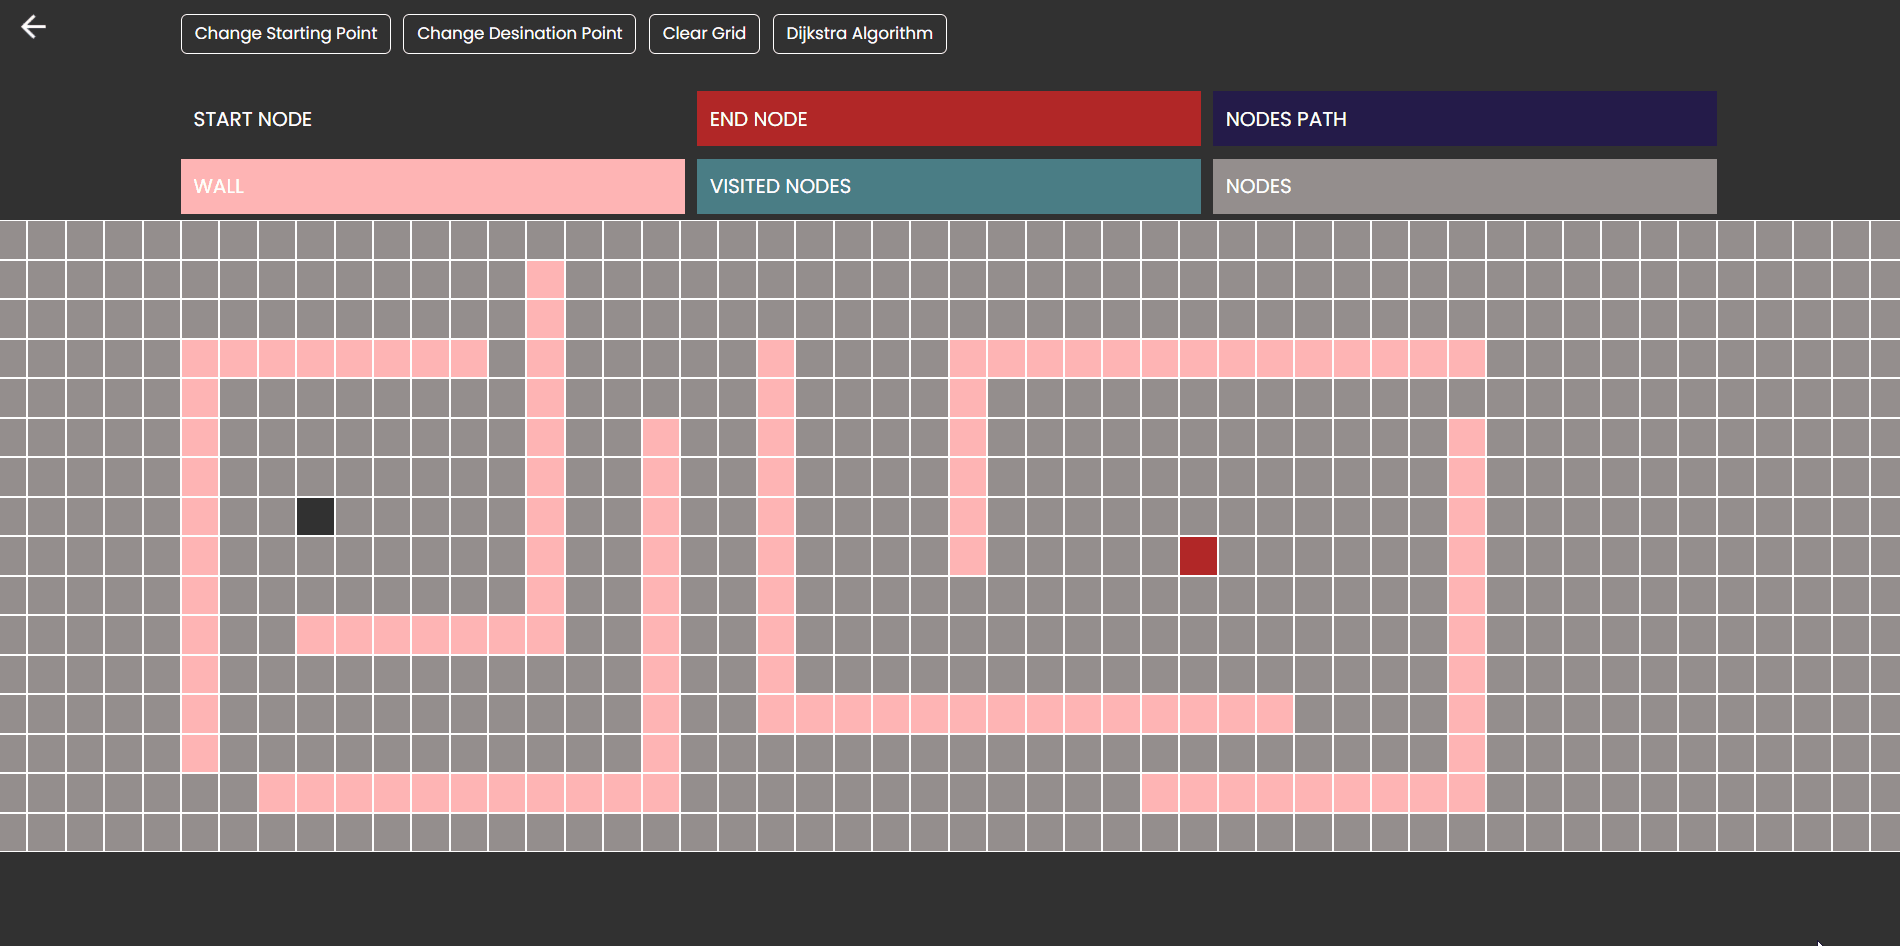 Change Starting Point
Change Desination Point
Clear Grid
Dijkstra Algorithm
START NODE
END NODE
NODES PATH
WALL
VISITED NODES
NODES